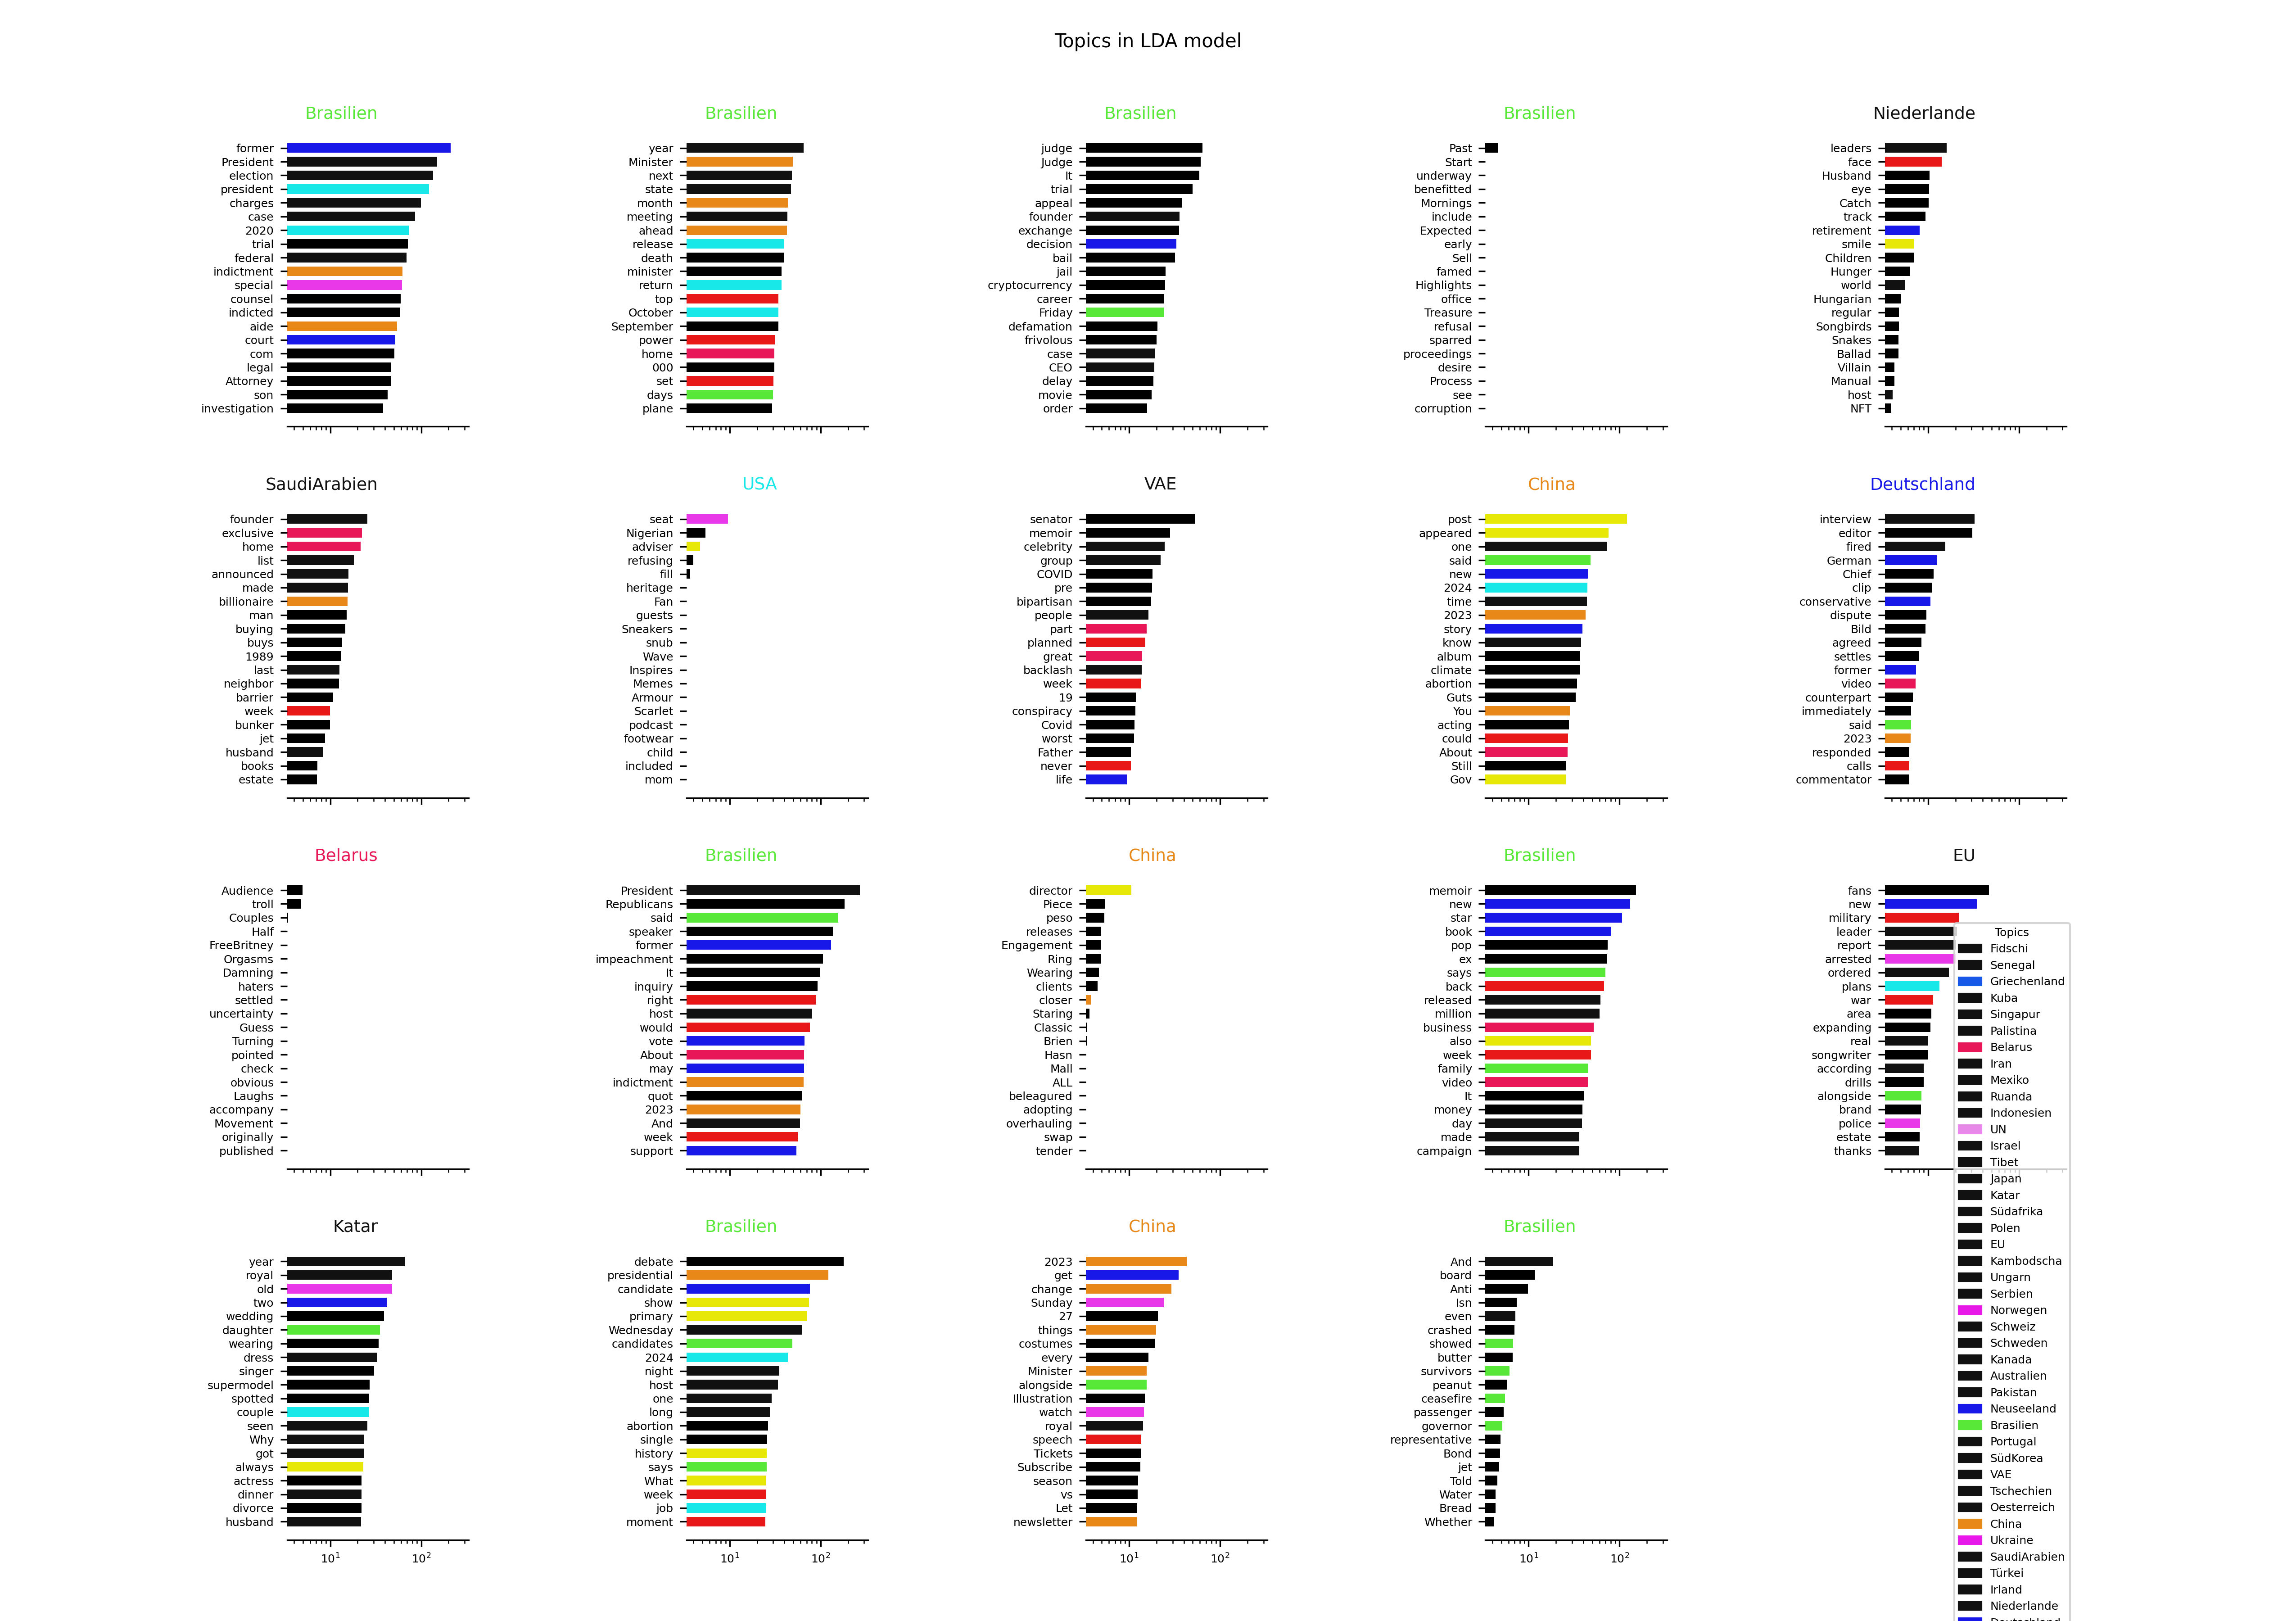 Topics in LDA model
Brasilien
former
President
election
president
charges
case
2020
trial
federal
indictment
special
counsel
indicted
aide
court
com
legal
Attorney
son
investigation
Brasilien
year
Minister
next
state
month
meeting
ahead
release
death
minister
return
top
October
September
power
home
000
set
days
plane
Brasilien
judge
Judge
It
trial
appeal
founder
exchange
decision
bail
jail
cryptocurrency
career
Friday
defamation
frivolous
case
CEO
delay
movie
order
Brasilien
Past
Start
underway
benefitted
Mornings
include
Expected
early
Sell
famed
Highlights
office
Treasure
refusal
sparred
proceedings
desire
Process
see
corruption
Niederlande
leaders
face
Husband
eye
Catch
track
retirement
smile
Children
Hunger
world
Hungarian
regular
Songbirds
Snakes
Ballad
Villain
Manual
host
NFT
SaudiArabien
founder
exclusive
home
list
announced
made
billionaire
man
buying
buys
1989
last
neighbor
barrier
week
bunker
jet
husband
books
estate
USA
seat
Nigerian
adviser
refusing
fill
heritage
Fan
guests
Sneakers
snub
Wave
Inspires
Memes
Armour
Scarlet
podcast
footwear
child
included
mom
VAE
senator
memoir
celebrity
group
COVID
pre
bipartisan
people
part
planned
great
backlash
week
19
conspiracy
Covid
worst
Father
never
life
China
post
appeared
one
said
new
2024
time
2023
story
know
album
climate
abortion
Guts
You
acting
could
About
Still
Gov
Deutschland
interview
editor
fired
German
Chief
clip
conservative
dispute
Bild
agreed
settles
former
video
counterpart
immediately
said
2023
responded
calls
commentator
Belarus
Audience
troll
Couples
Half
FreeBritney
Orgasms
Damning
haters
settled
uncertainty
Guess
Turning
pointed
check
obvious
Laughs
accompany
Movement
originally
published
Brasilien
President
Republicans
said
speaker
former
impeachment
It
inquiry
right
host
would
vote
About
may
indictment
quot
2023
And
week
support
China
director
Piece
peso
releases
Engagement
Ring
Wearing
clients
closer
Staring
Classic
Brien
Hasn
Mall
ALL
beleagured
adopting
overhauling
swap
tender
Brasilien
memoir
new
star
book
pop
ex
says
back
released
million
business
also
week
family
video
It
money
day
made
campaign
EU
fans
new
military
leader
report
arrested
ordered
plans
war
area
expanding
real
songwriter
according
drills
alongside
brand
police
estate
thanks
Katar
year
royal
old
two
wedding
daughter
wearing
dress
singer
supermodel
spotted
couple
seen
Why
got
always
actress
dinner
divorce
husband
10¹ 10²
Brasilien
debate
presidential
candidate
show
primary
Wednesday
candidates
2024
night
host
one
long
abortion
single
history
says
What
week
job
moment
10¹ 10²
China
2023
get
change
Sunday
27
things
costumes
every
Minister
alongside
Illustration
watch
royal
speech
Tickets
Subscribe
season
vs
Let
newsletter
10¹ 10²
Brasilien
And
board
Anti
Isn
even
crashed
showed
butter
survivors
peanut
ceasefire
passenger
governor
representative
Bond
jet
Told
Water
Bread
Whether
10¹ 10²
Topics
Fidschi
Senegal
Griechenland
Kuba
Singapur
Palistina
Belarus
Iran
Mexiko
Ruanda
Indonesien
UN
Israel
Tibet
Japan
Katar
Südafrika
Polen
EU
Kambodscha
Ungarn
Serbien
Norwegen
Schweiz
Schweden
Kanada
Australien
Pakistan
Neuseeland
Brasilien
Portugal
SüdKorea
VAE
Tschechien
Oesterreich
China
Ukraine
SaudiArabien
Türkei
Irland
Niederlande